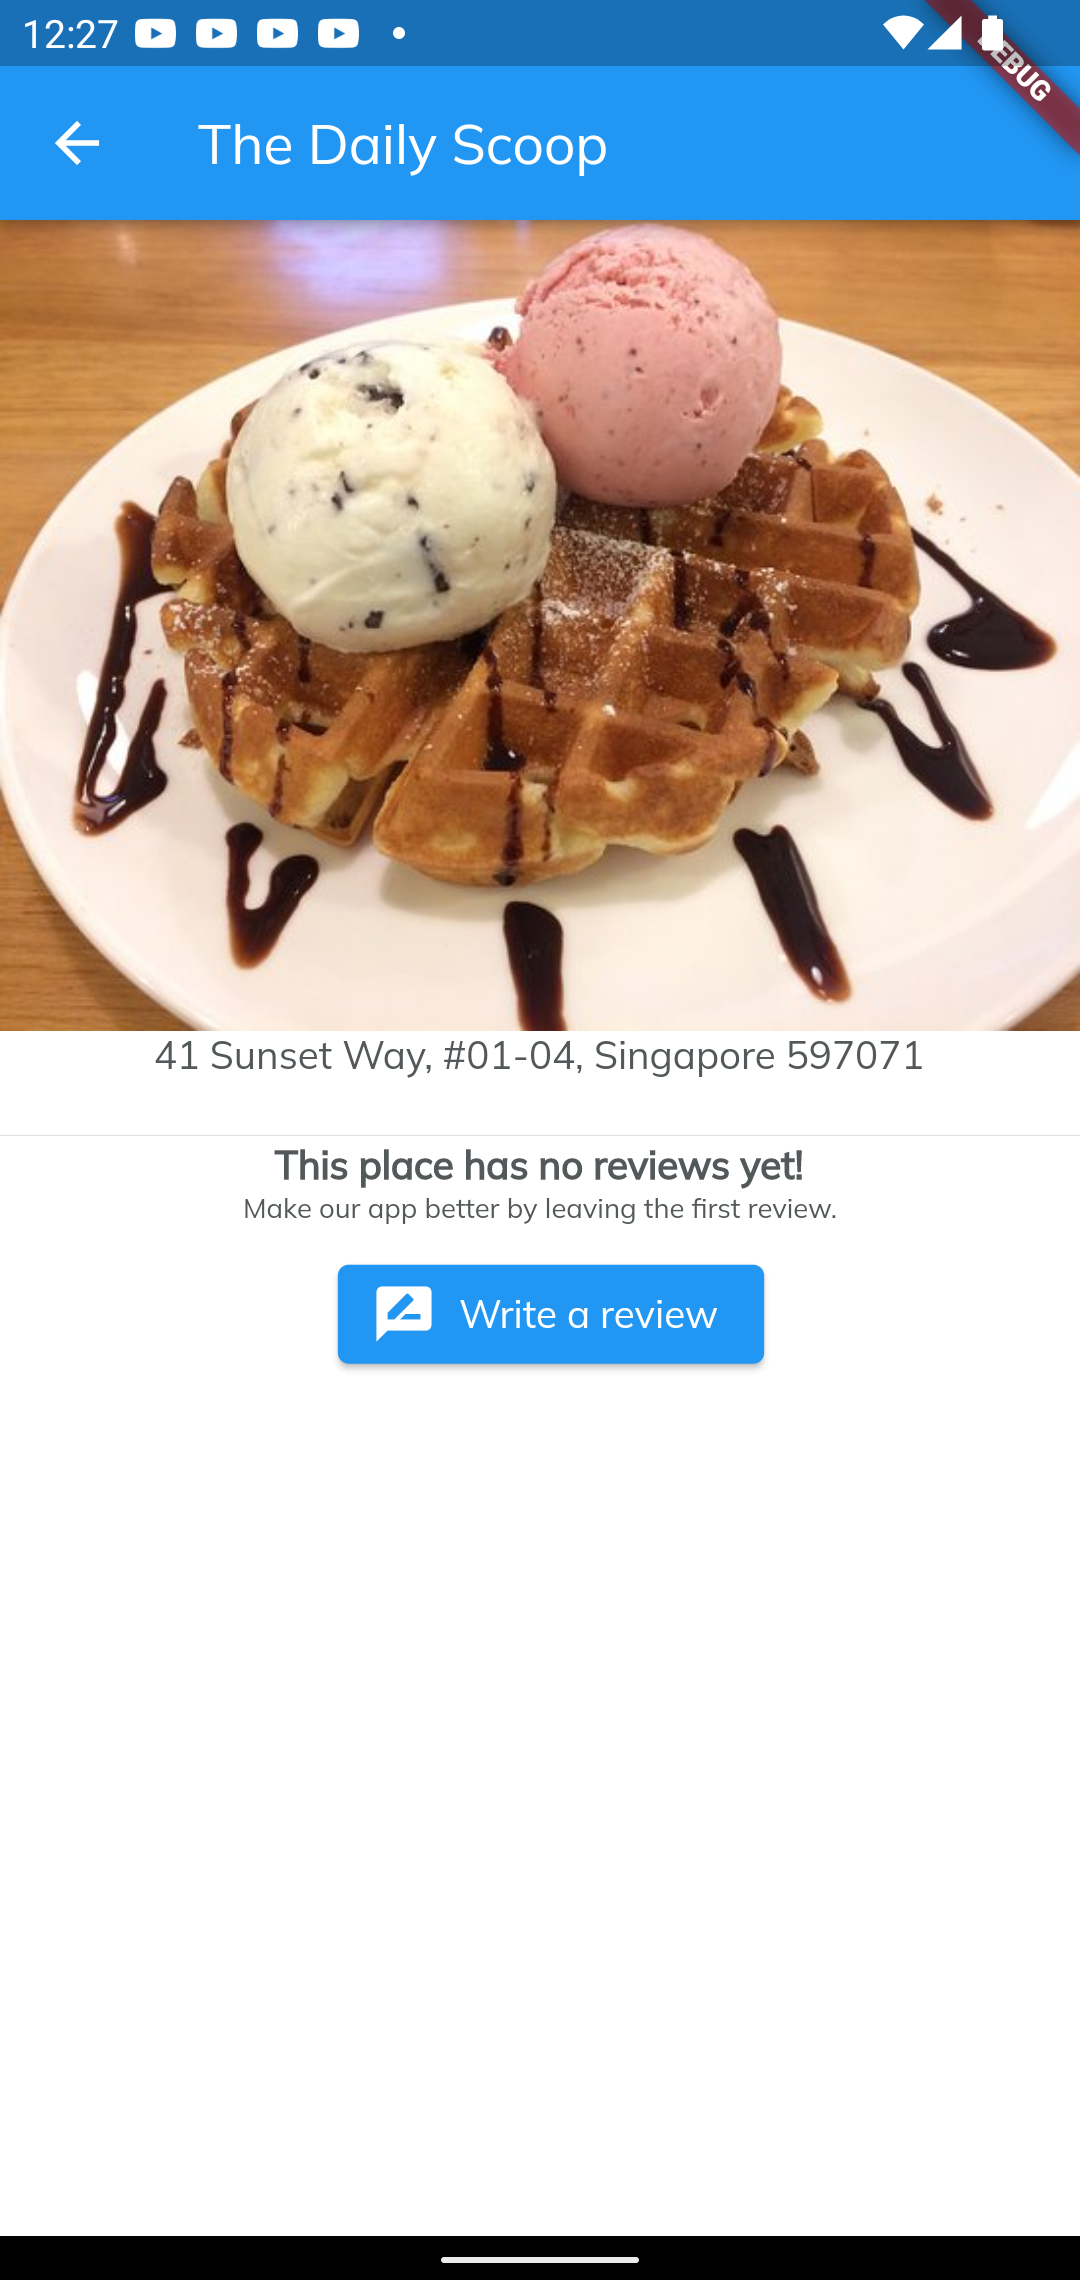 12:27
DEBUG
The Daily Scoop
41 Sunset Way, #01-04, Singapore 597071
This place has no reviews yet!
Make our app better by leaving the first review.
Write a review